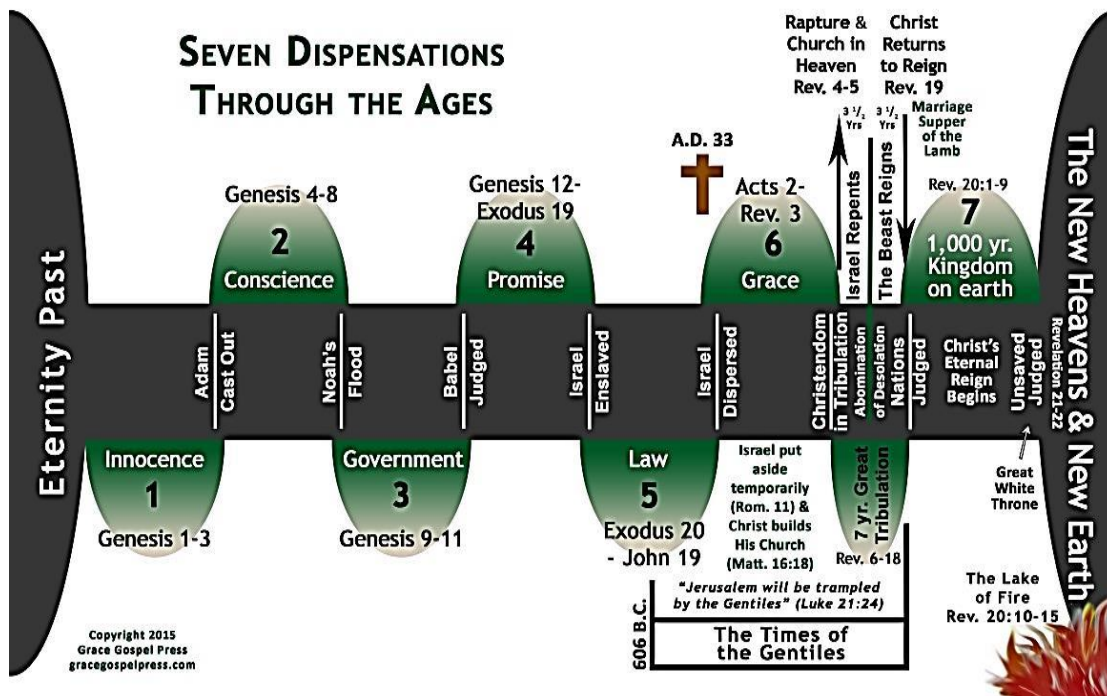 SEVEN DISPENSATIONS
THROUGH THE AGES
Rapture &
Church in
Heaven
Rev. 4-5
Christ
Returns
to Reign
Rev. 19
3 1/2
Yrs
3 1/2
Yrs
Marriage
Supper
of the
Lamb
A.D. 33
Eternity Past
Genesis 4-8
2
Conscience
Genesis 12-
Exodus 19
4
Promise
Acts 2-
Rev. 3
6
Grace
Israel Repents
The Beast Reigns
Rev. 20:1-9
7
1,000 yr.
Kingdom
on earth
The New Heavens & New Earth
Revelation 21-22
Adam
Cast Out
Noah's
Flood
Babel
Judged
Israel
Enslaved
Israel
Dispersed
Christendom
in Tribulation
Abomination
of Desolation
Nations
Judged
Christ's
Eternal
Reign
Begins
Unsaved
Judged
Innocence
1
Genesis 1-3
Government
3
Genesis 9-11
Law
5
Exodus 20
- John 19
Israel put
aside
temporarily
(Rom. 11) &
Christ builds
His Church
(Matt. 16:18)
7 yr. Great
Tribulation
Rev. 6-18
Great
White
Throne
"Jerusalem will be trampled
by the Gentiles" (Luke 21:24)
606 B.C.
The Times of
the Gentiles
The Lake
of Fire
Rev. 20:10-15
Copyright 2015
Grace Gospel Press
gracegospelpress.com